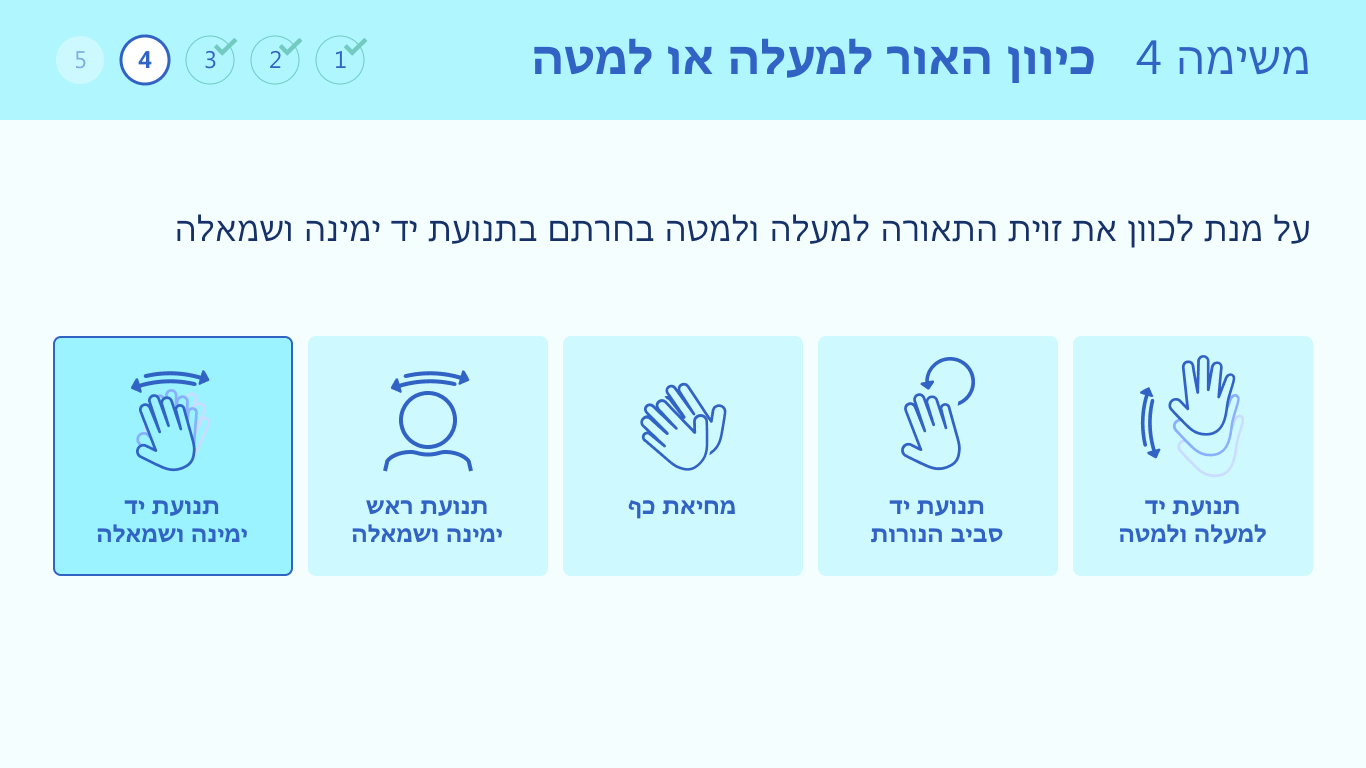 משימה 4 כיוון האור למעלה או למטה
1 2 3 4 5
על מנת לכוון את זוית התאורה למעלה ולמטה בחרתם בתנועת יד ימינה ושמאלה
תנועת יד
למעלה ולמטה
תנועת יד
סביב הנורות
מחיאת כף
תנועת ראש
ימינה ושמאלה
תנועת יד
ימינה ושמאלה